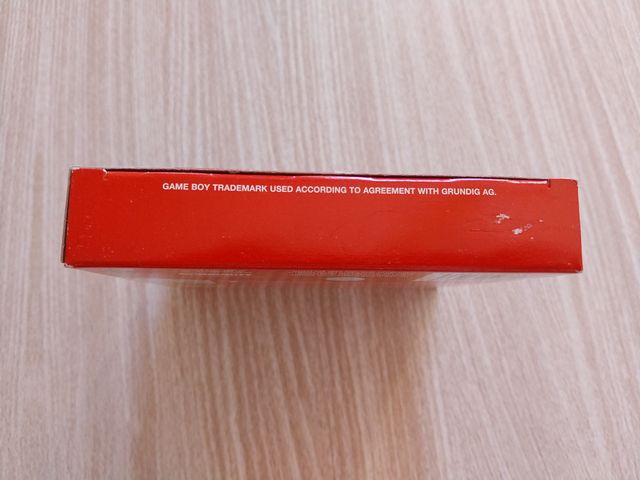 GAME BOY TRADEMARK USED ACCORDING TO AGREEMENT WITH GRUNDIG AG.